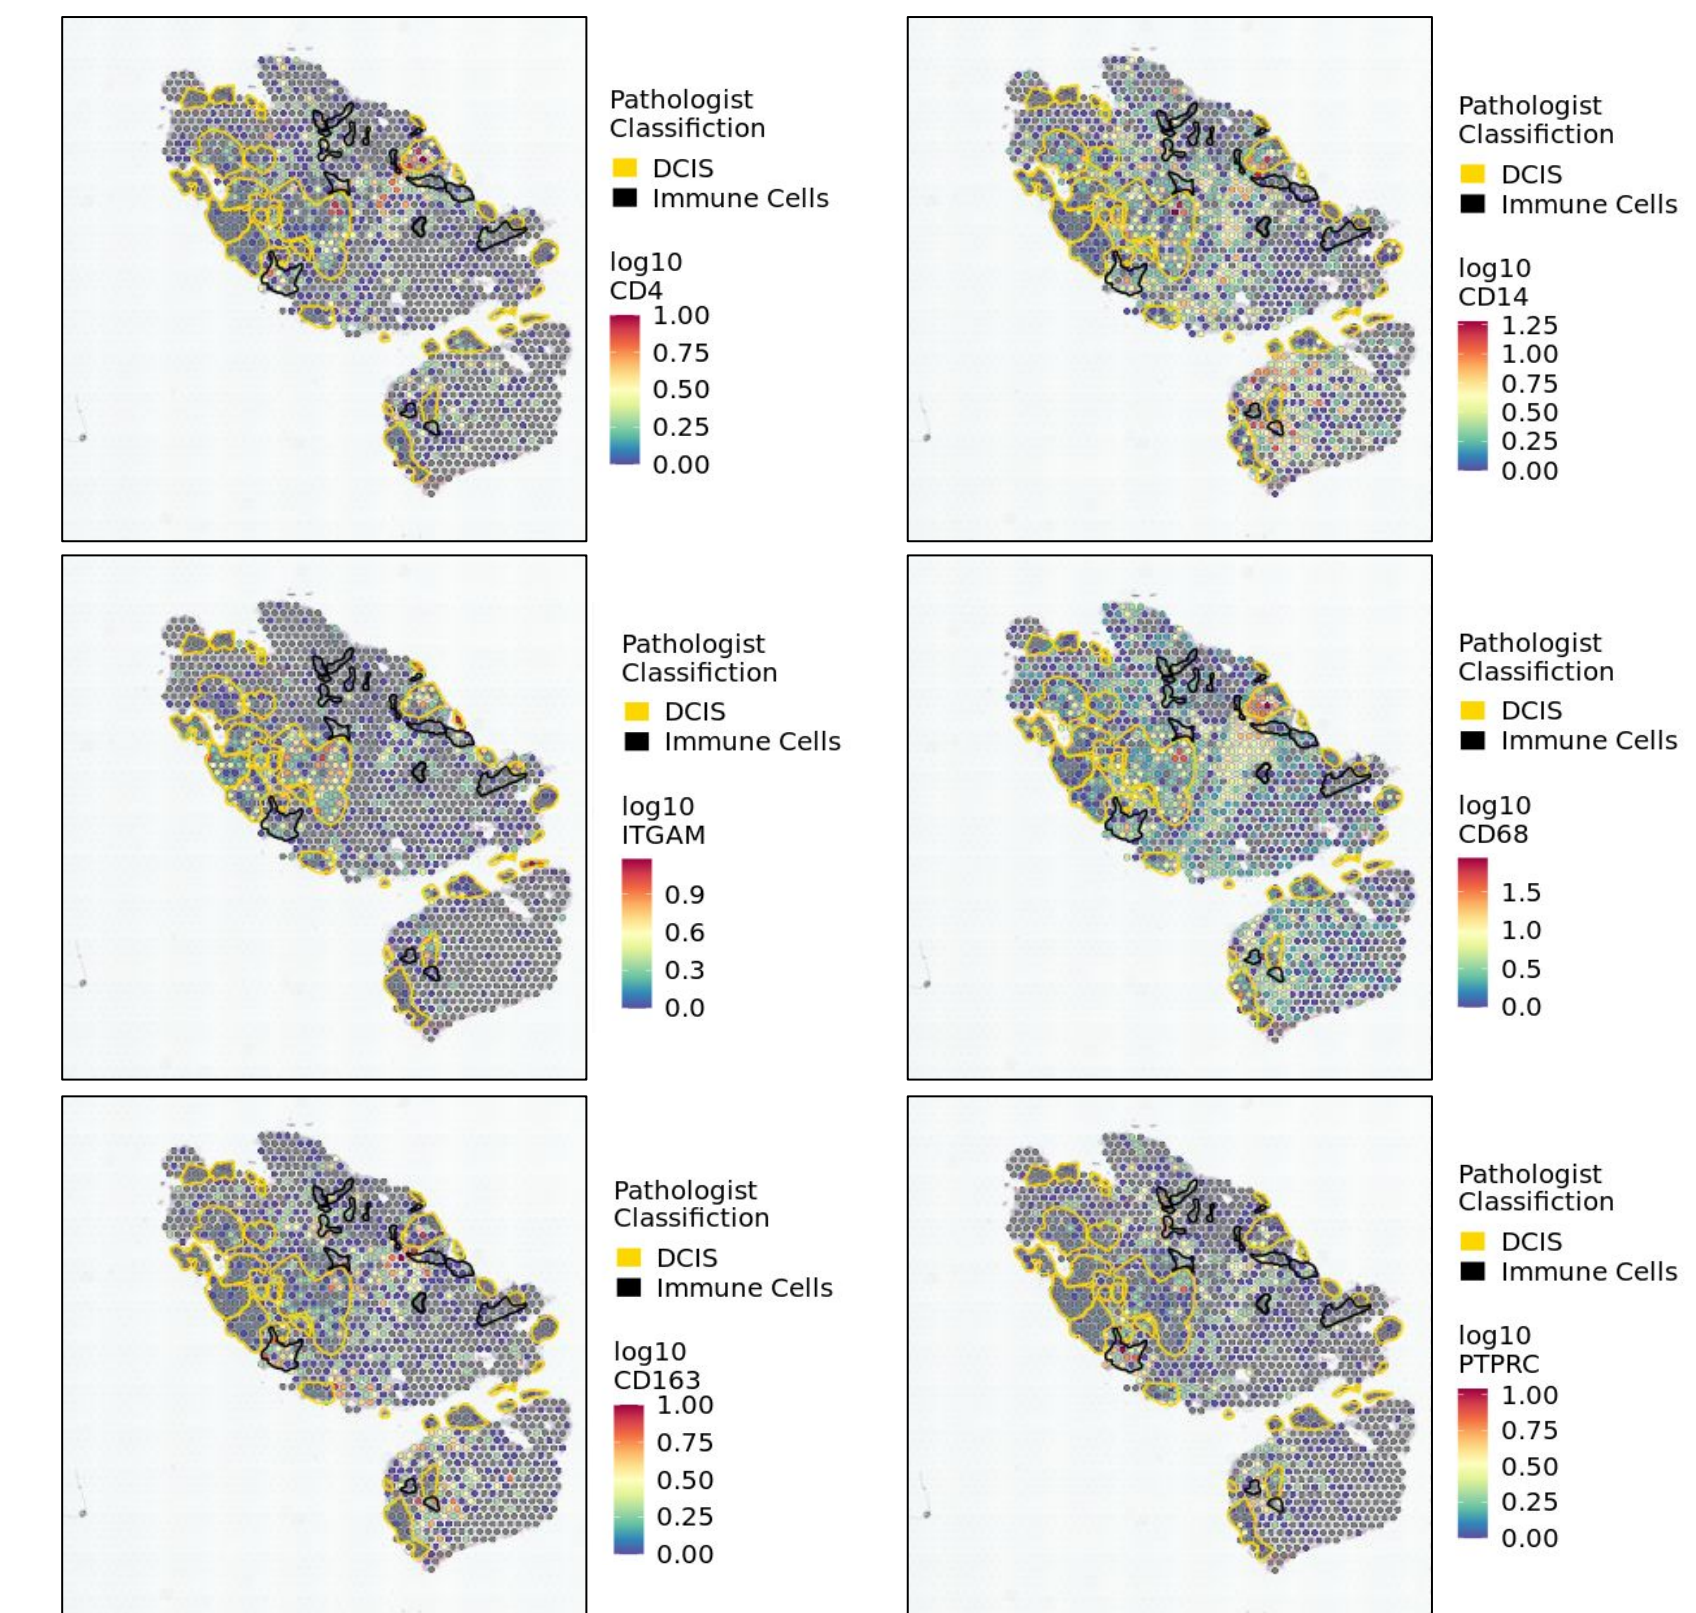 Pathologist
Classifiction
DCIS
Immune Cells
log10
CD4
1.00
0.75
0.50
0.25
0.00
Pathologist
Classifiction
DCIS
Immune Cells
log10
CD14
1.25
1.00
0.75
0.50
0.25
0.00
Pathologist
Classifiction
DCIS
Immune Cells
log10
ITGAM
0.9
0.6
0.3
0.0
Pathologist
Classifiction
DCIS
Immune Cells
log10
CD68
1.5
1.0
0.5
0.0
Pathologist
Classifiction
DCIS
Immune Cells
log10
CD163
1.00
0.75
0.50
0.25
0.00
Pathologist
Classifiction
DCIS
Immune Cells
log10
PTPRC
1.00
0.75
0.50
0.25
0.00